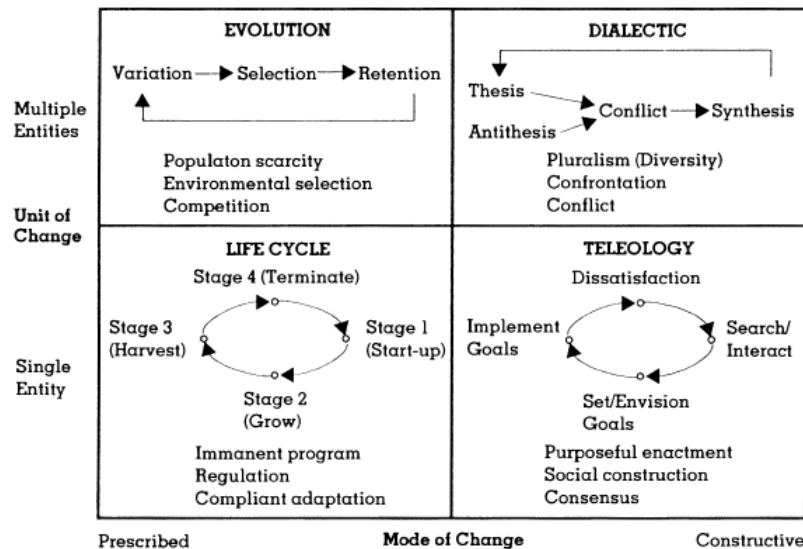 EVOLUTION
Variation Selection Retention
Populaton scarcity
Environmental selection
Competition
DIALECTIC
Thesis
Antithesis
Conflict Synthesis
Pluralism (Diversity)
Confrontation
Conflict
Multiple
Entities
Unit of
Change
LIFE CYCLE
Stage 4 (Terminate)
Stage 3
(Harvest)
Stage 1
(Start-up)
Stage 2
(Grow)
Immanent program
Regulation
Compliant adaptation
TELEOLOGY
Dissatisfaction
Implement
Goals
Search/
Interact
Set/Envision
Goals
Purposeful enactment
Social construction
Consensus
Single
Entity
Prescribed Mode of Change Constructive